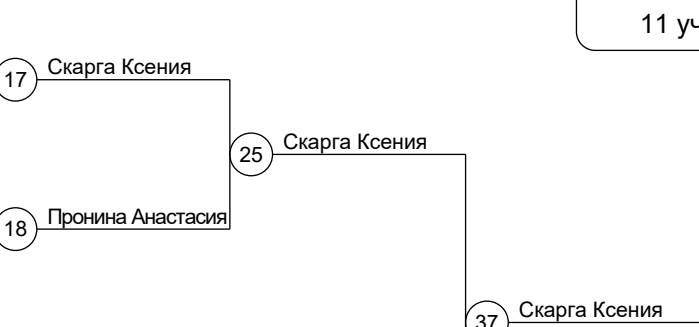 11 уч
17 Скарга Ксения
25 Скарга Ксения
18 Пронина Анастасия
37 Скарга Ксения